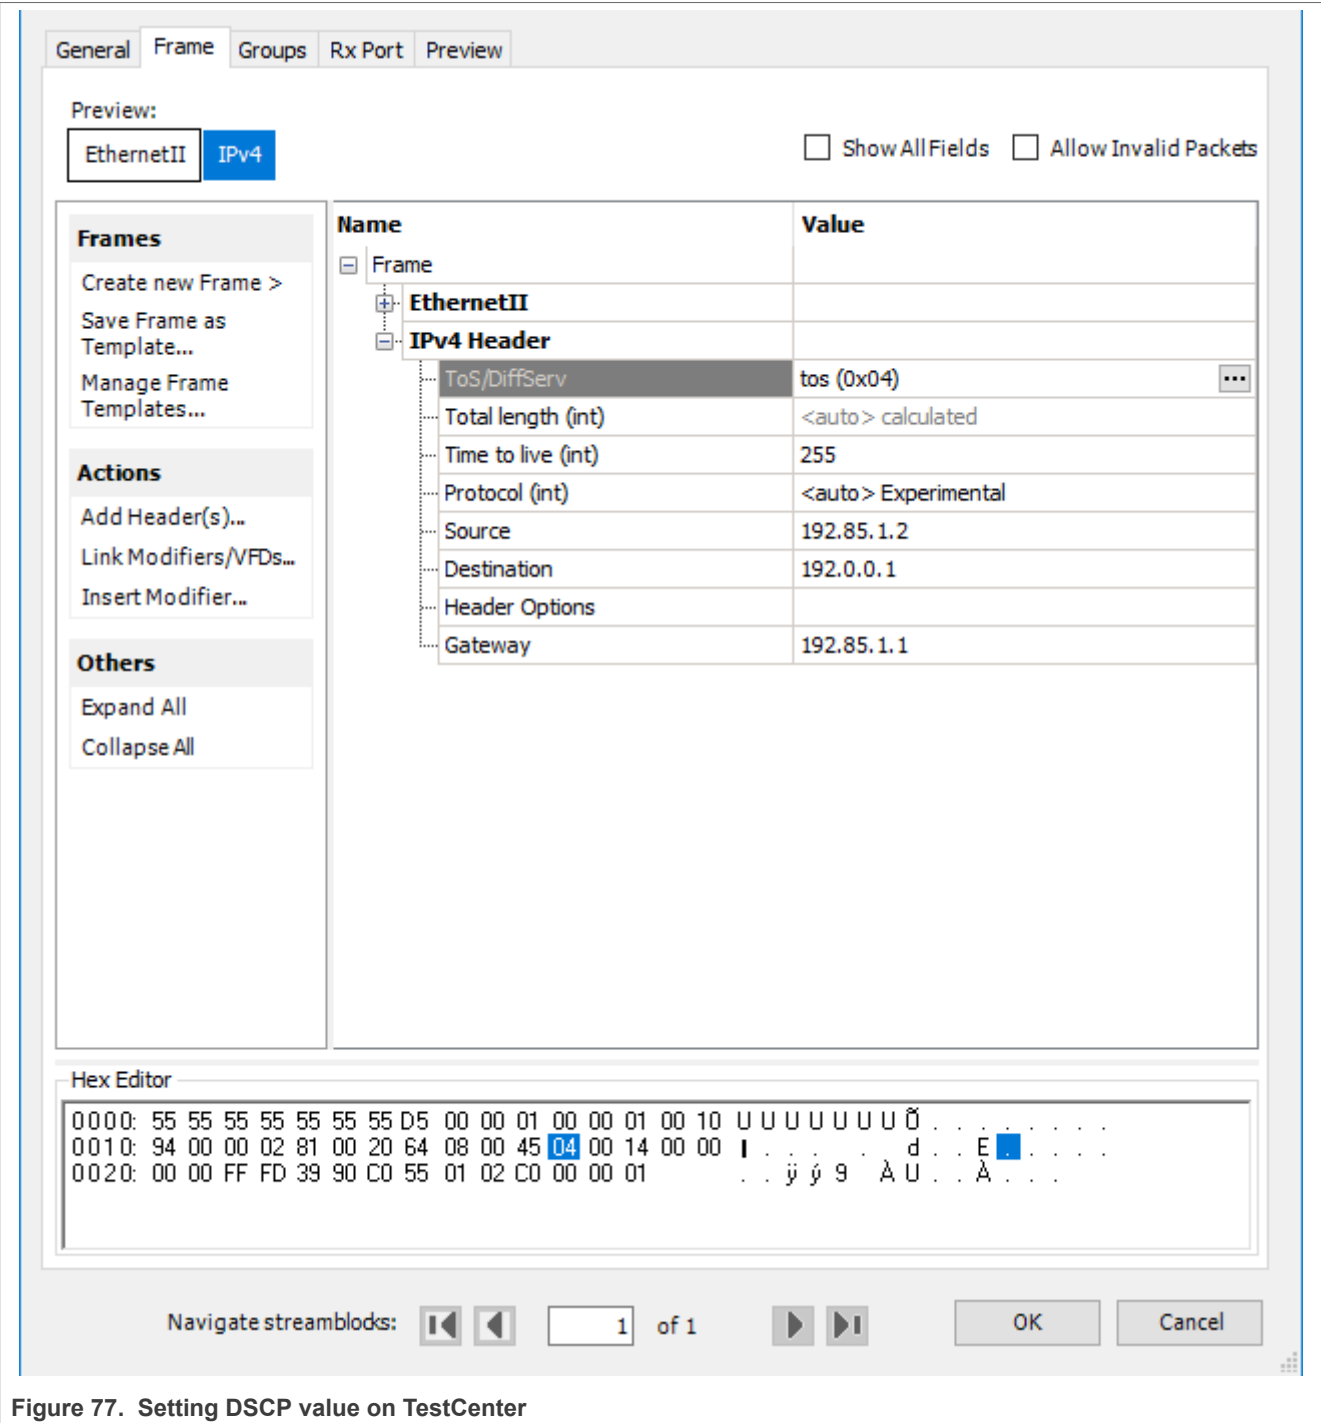 General Frame Groups Rx Port Preview
Preview:
EthernetII IPv4
Show All Fields Allow Invalid Packets
Frames
Create new Frame >
Save Frame as
Template...
Manage Frame
Templates...
Actions
Add Header(s)...
Link Modifiers/VFDs...
Insert Modifier...
Others
Expand All
Collapse All
Name Value
Frame
EthernetII
IPv4 Header
ToS/DiffServ tos (0x04) ...
Total length (int) <auto> calculated
Time to live (int) 255
Protocol (int) <auto> Experimental
Source 192.85.1.2
Destination 192.0.0.1
Header Options
Gateway 192.85.1.1
Hex Editor
0000: 55 55 55 55 55 55 55 D5 00 00 01 00 00 01 00 10 U U U U U U U Õ . . . . . . . .
0010: 94 00 00 02 81 00 20 64 08 00 45 04 00 14 00 00 . . . . d . . E . . . . .
0020: 00 00 FF FD 39 90 C0 55 01 02 C0 00 00 01 . . ÿ ý 9 À U . . À . . .
Navigate streamblocks: 1 of 1 OK Cancel
Figure 77. Setting DSCP value on TestCenter